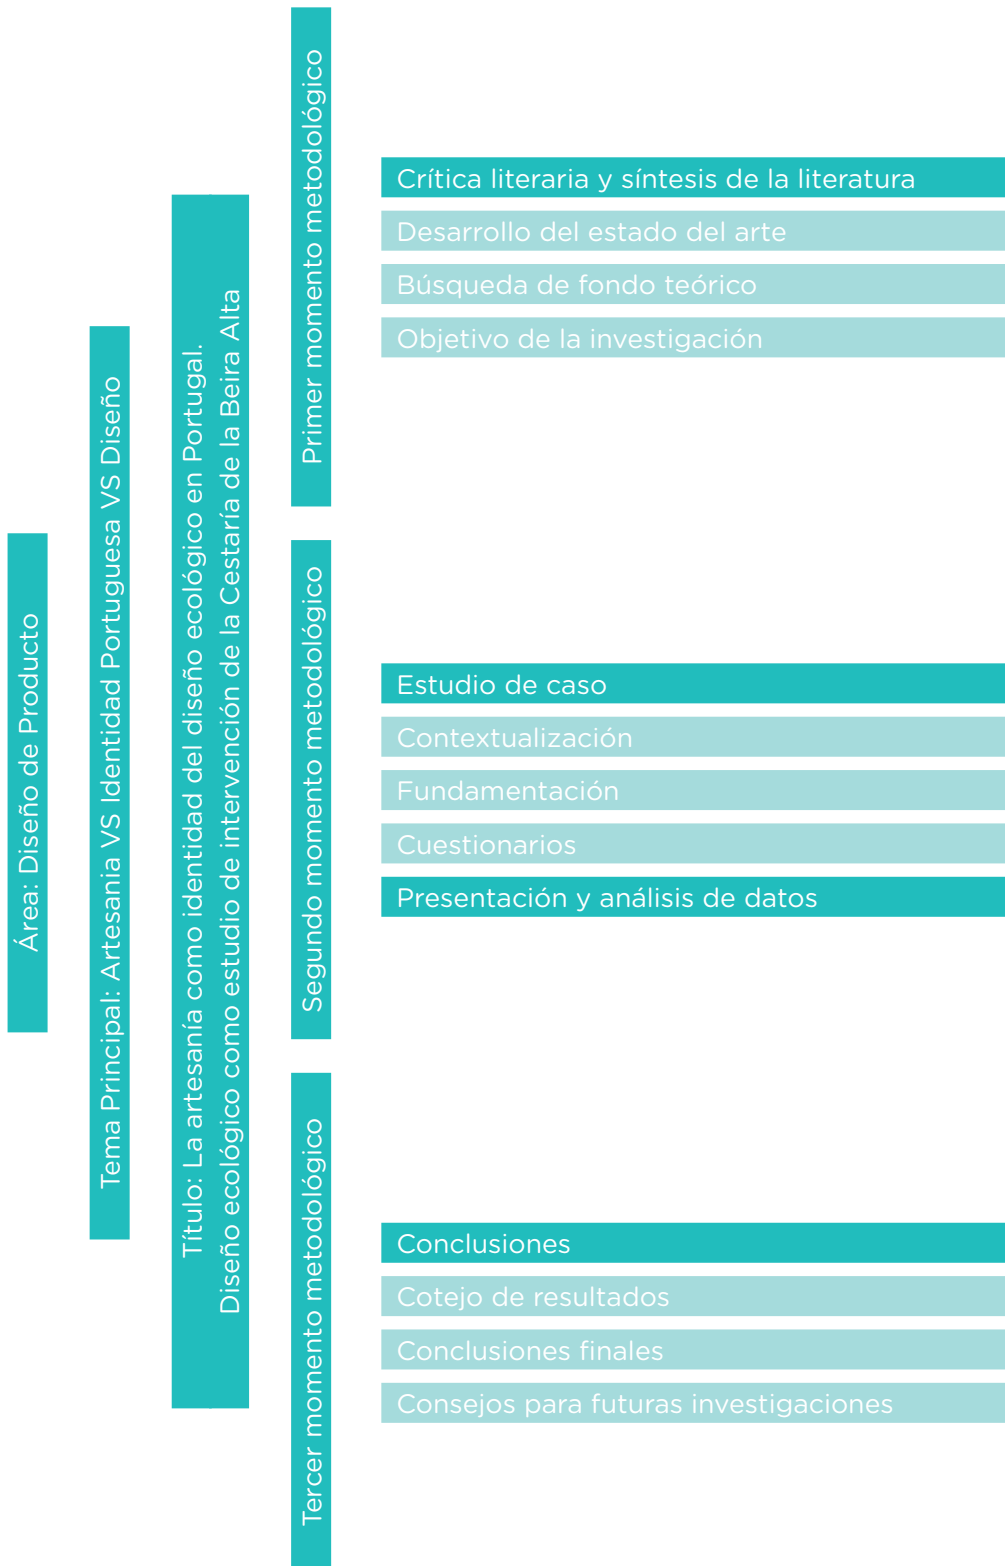 Área: Diseño de Producto
Tema Principal: Artesania VS Identidad Portuguesa VS Diseño
Título: La artesanía como identidad del diseño ecológico en Portugal.
Diseño ecológico como estudio de intervención de la Cestaría de la Beira Alta
Primer momento metodológico
Crítica literaria y síntesis de la literatura
Desarrollo del estado del arte
Búsqueda de fondo teórico
Objetivo de la investigación
Segundo momento metodológico
Estudio de caso
Contextualización
Fundamentación
Cuestionarios
Presentación y análisis de datos
Tercer momento metodológico
Conclusiones
Cotejo de resultados
Conclusiones finales
Consejos para futuras investigaciones